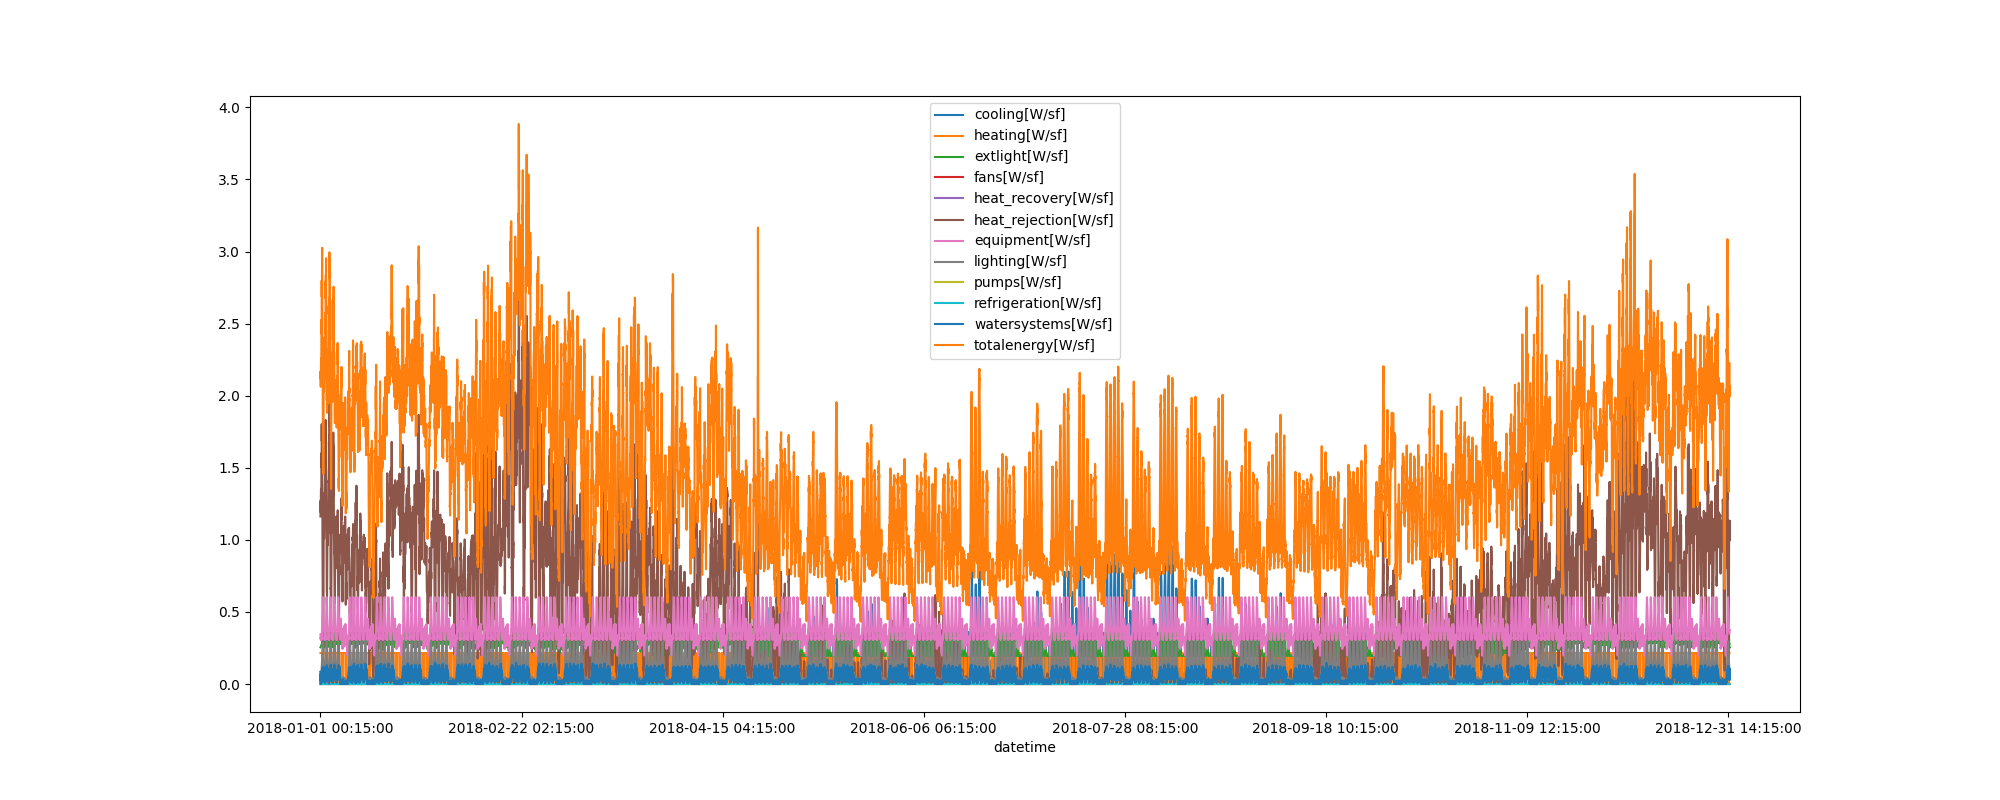 4.0
3.5
3.0
2.5
2.0
1.5
1.0
0.5
0.0
cooling[W/sf]
heating[W/sf]
extlight[W/sf]
fans[W/sf]
heat_recovery[W/sf]
heat_rejection[W/sf]
equipment[W/sf]
lighting[W/sf]
pumps[W/sf]
refrigeration[W/sf]
watersystems[W/sf]
totalenergy[W/sf]
2018-01-01 00:15:00 2018-02-22 02:15:00 2018-04-15 04:15:00 2018-06-06 06:15:00 2018-07-28 08:15:00 2018-09-18 10:15:00 2018-11-09 12:15:00 2018-12-31 14:15:00
datetime